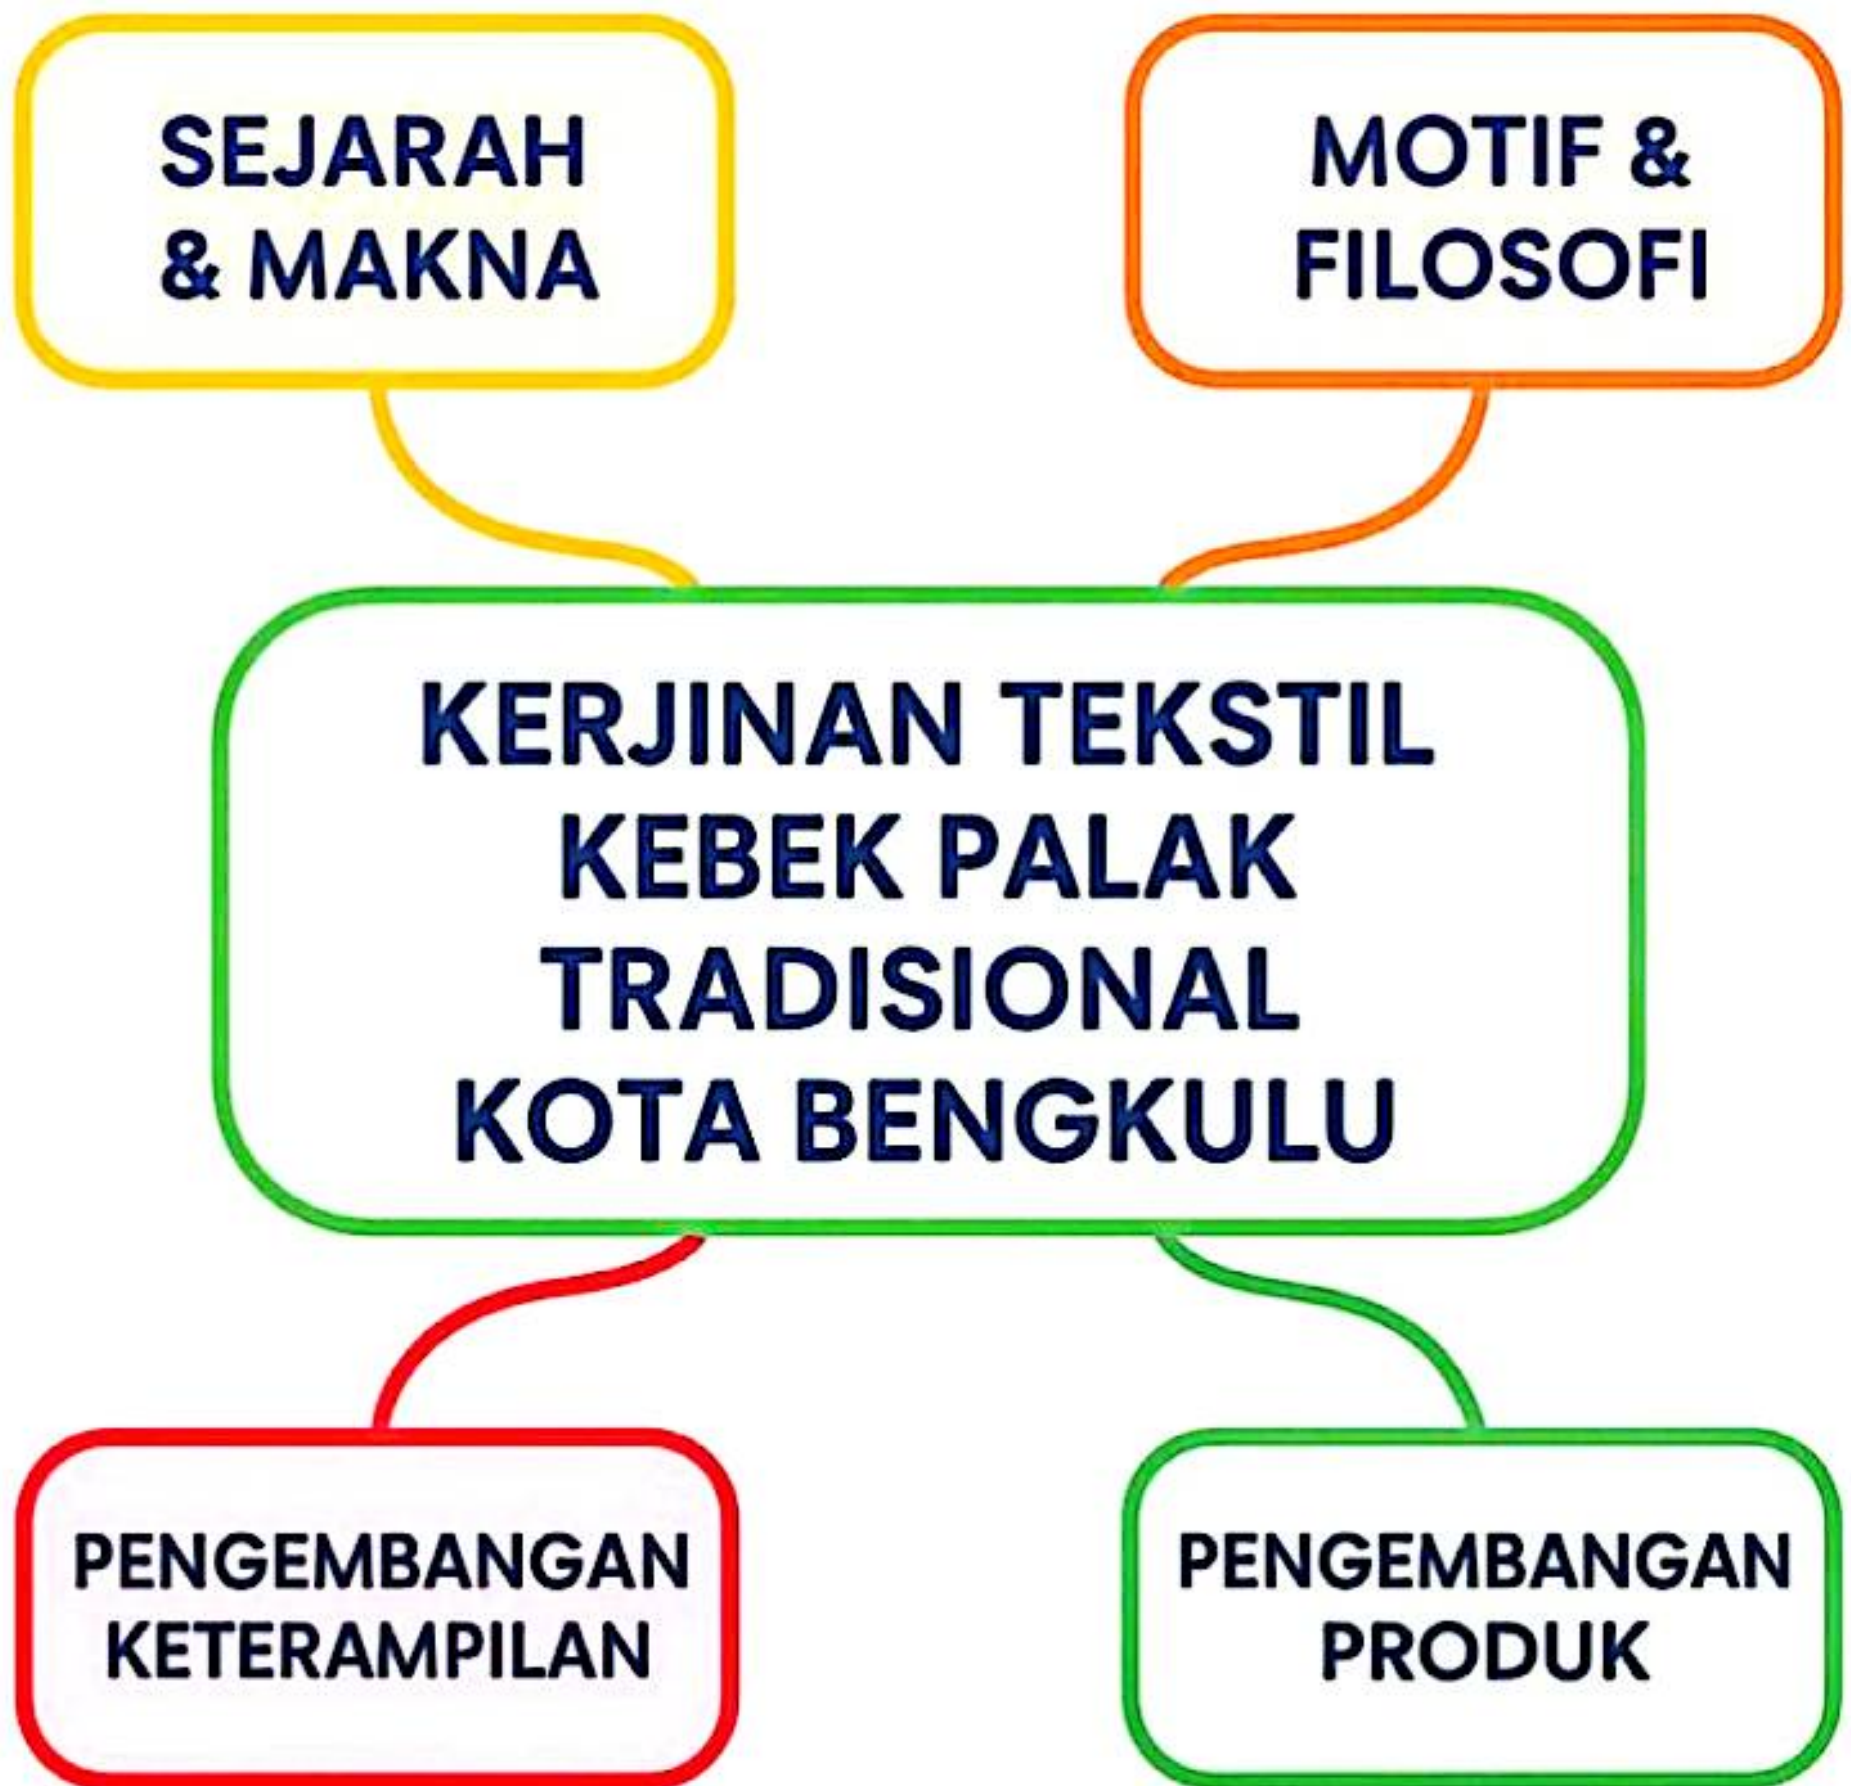 SEJARAH
& MAKNA
MOTIF &
FILOSOFI
KERJINAN TEKSTIL
KEBEK PALAK
TRADISIONAL
KOTA BENGKULU
PENGEMBANGAN
KETERAMPILAN
PENGEMBANGAN
PRODUK